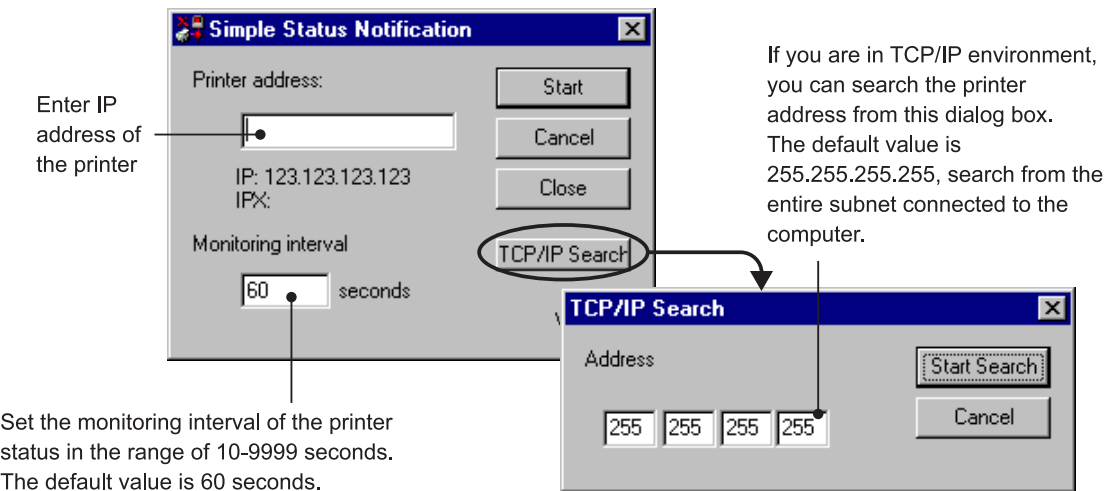 Simple Status Notification
Printer address:
Start
Cancel
IP: 123.123.123.123
IPX:
Close
Monitoring interval
TCP/IP Search
60 seconds
Enter IP
address of
the printer
If you are in TCP/IP environment,
you can search the printer
address from this dialog box.
The default value is
255.255.255.255, search from the
entire subnet connected to the
computer.
TCP/IP Search
Address
Start Search
255 255 255 255
Cancel
Set the monitoring interval of the printer
status in the range of 10-9999 seconds.
The default value is 60 seconds.